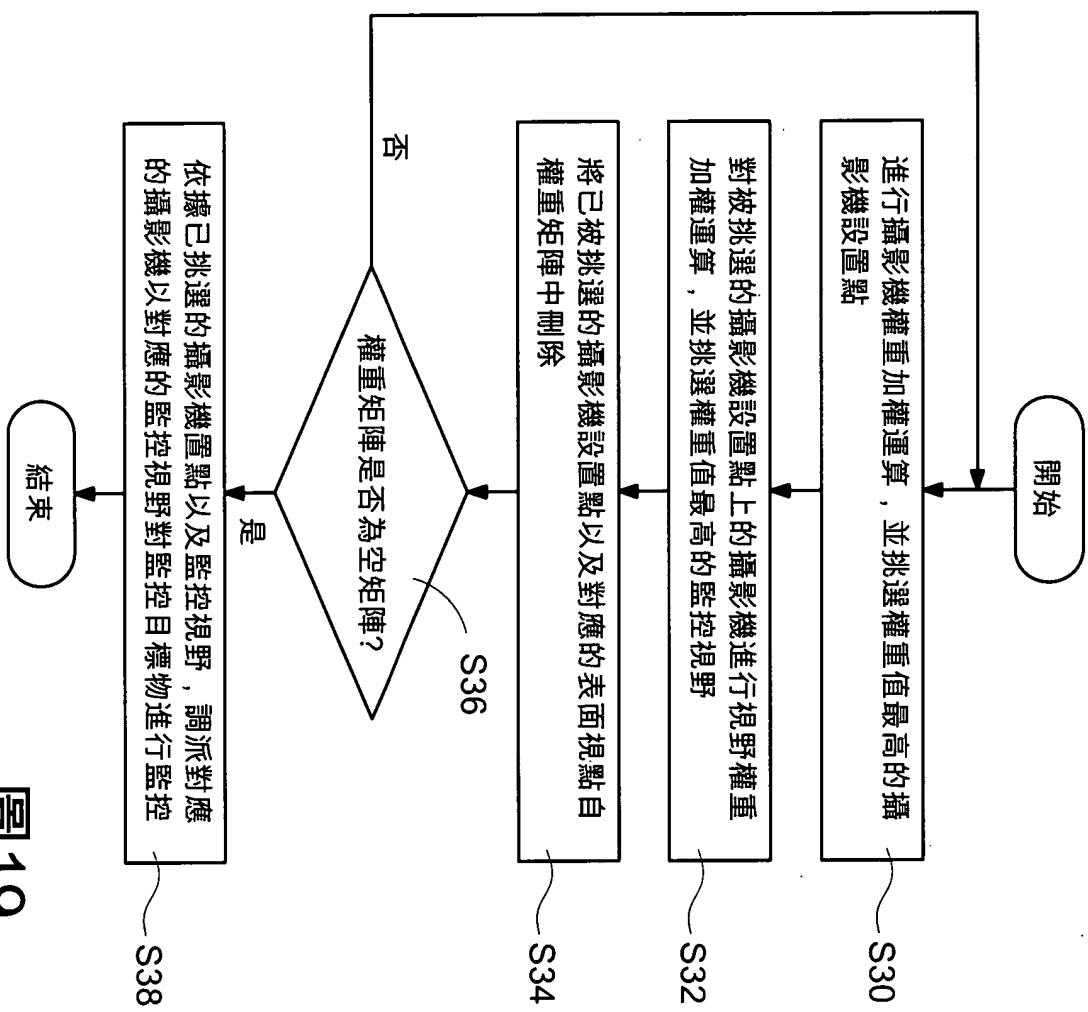 開始
進行攝影機權重加權運算，並挑選權重值最高的攝
影機設置點
S30
對被挑選的攝影機設置點上的攝影機進行視野權重
加權運算，並挑選權重值最高的監控視野
S32
將已被挑選的攝影機設置點以及對應的表面視點自
權重矩陣中刪除
S34
權重矩陣是否為空矩陣?
S36
否
是
依據已挑選的攝影機置點以及監控視野，調派對應
的攝影機以對應的監控視野對監控目標物進行監控
S38
結束
圖19